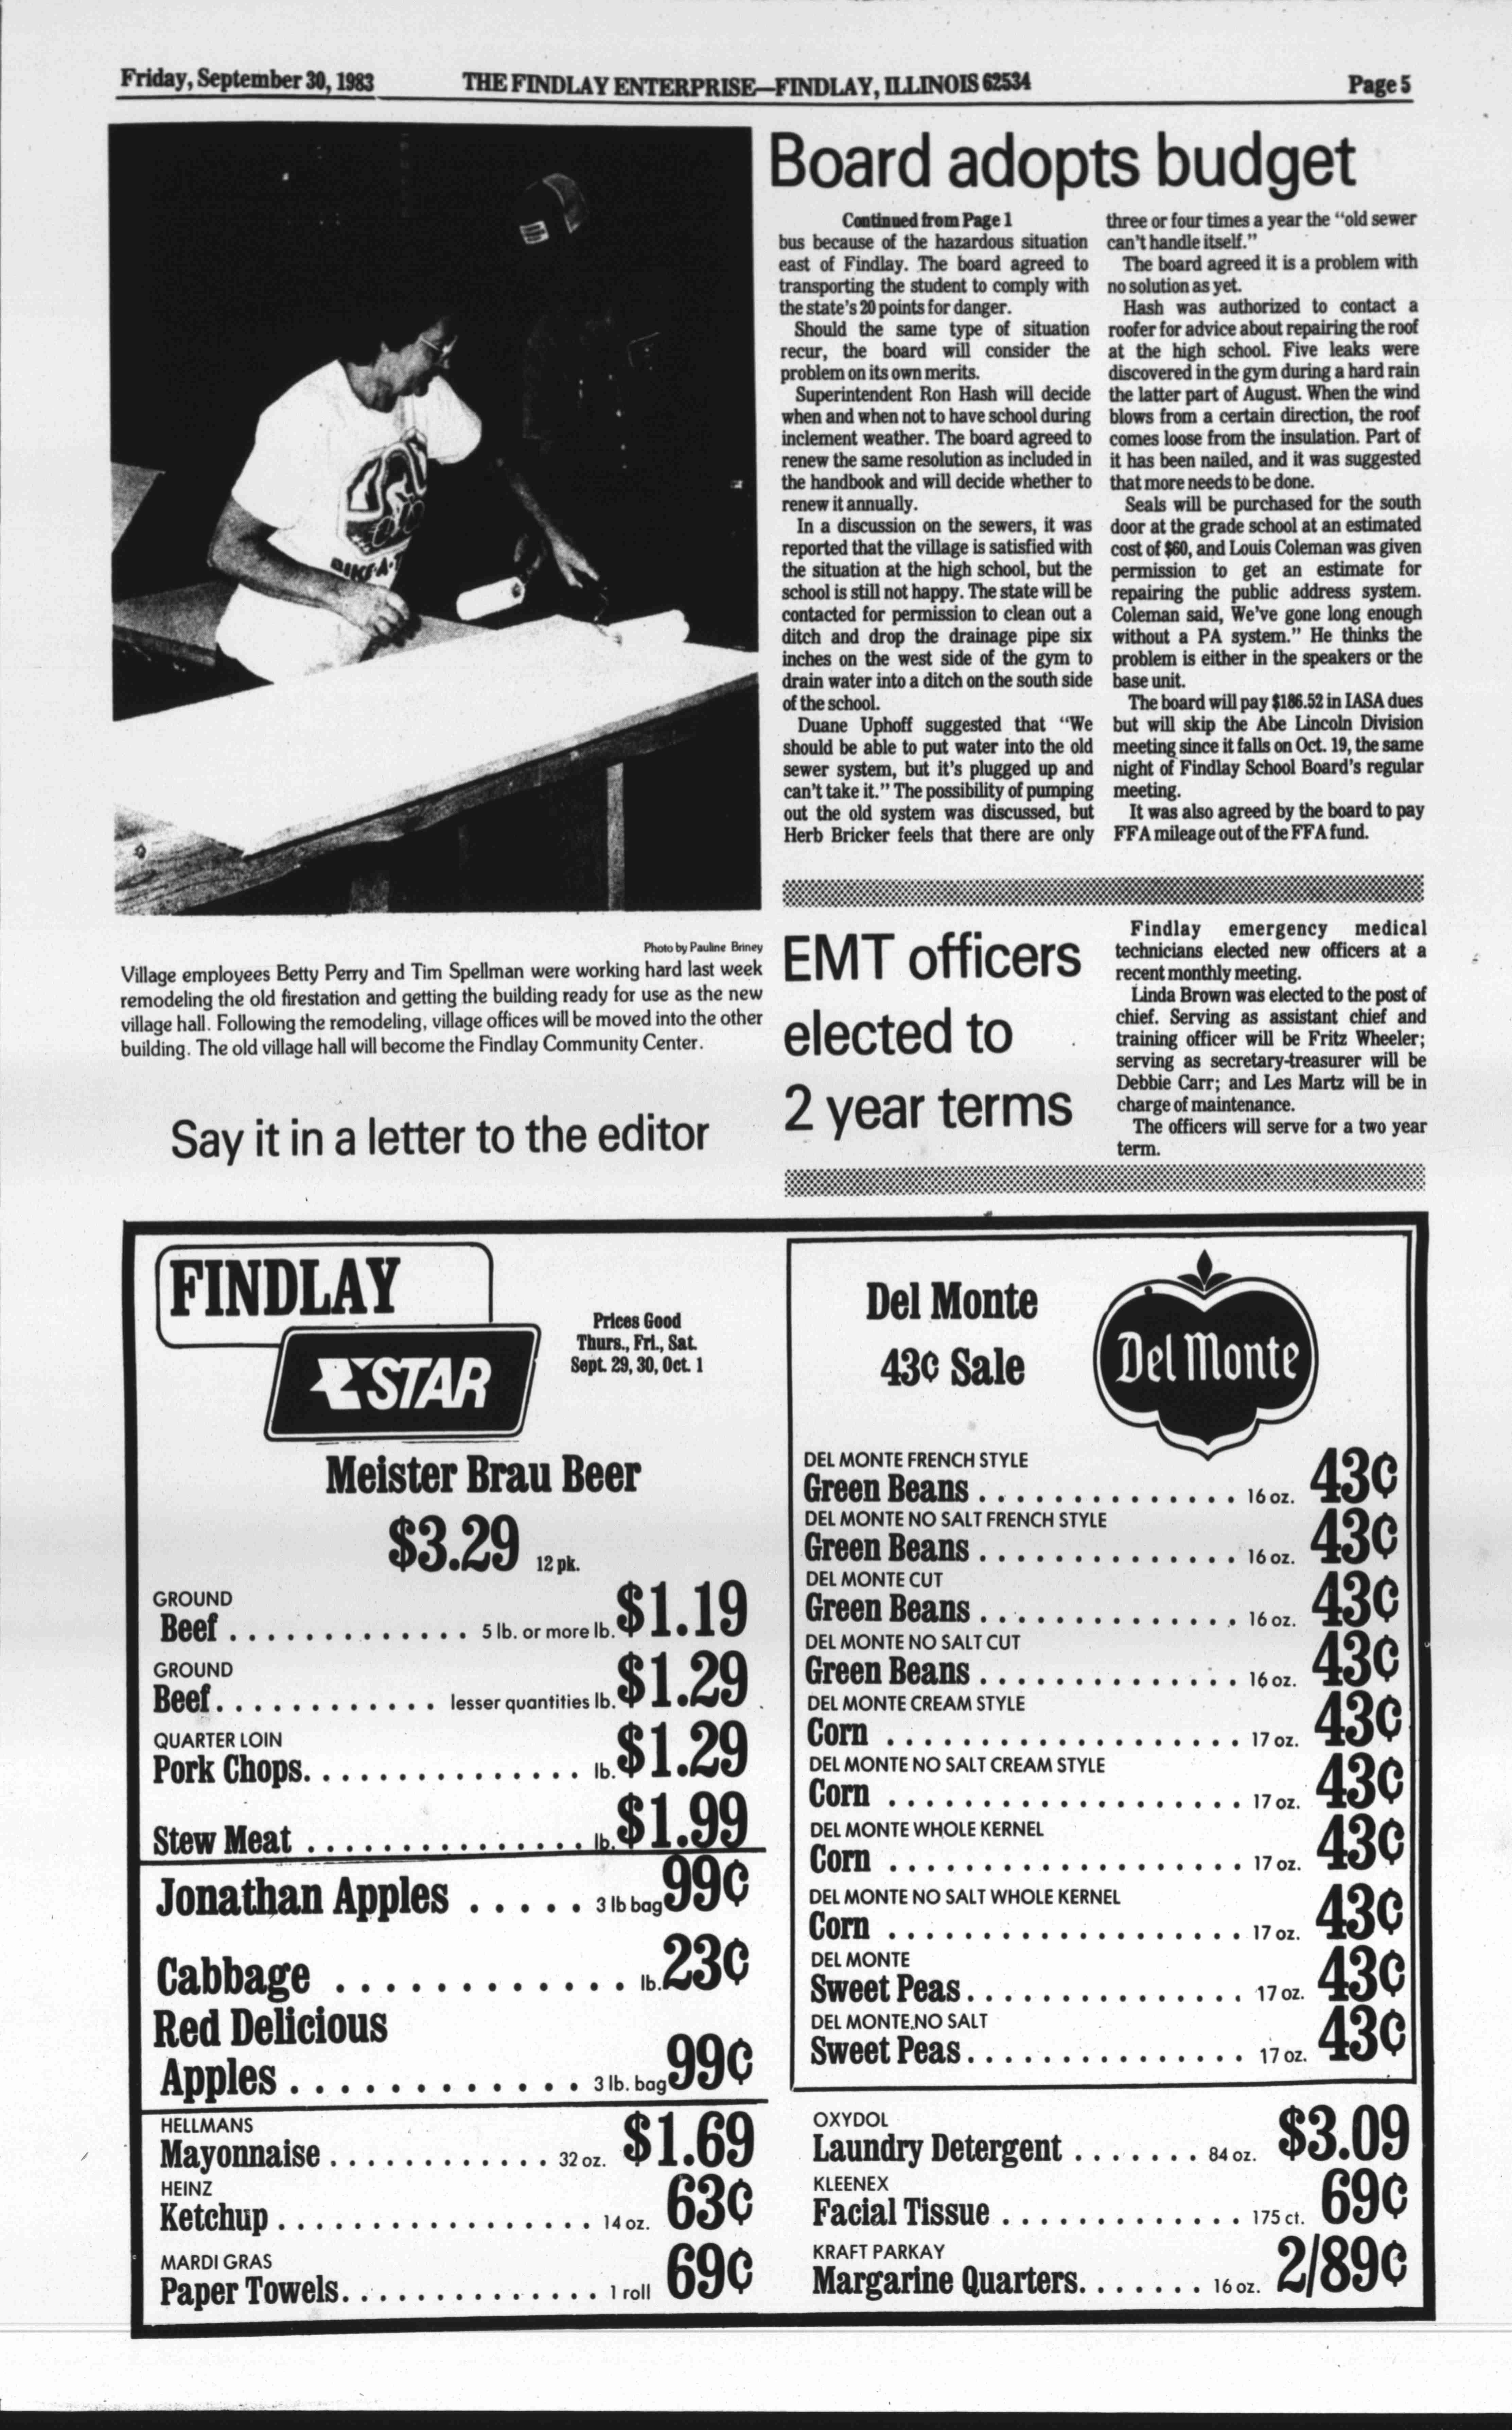 Friday, September 30, 1983
THE FINDLAY ENTERPRISE—FINDLAY, ILLINOIS 62534
Page 5
Board adopts budget
Continued from Page 1
bus because of the hazardous situation
east of Findlay. The board agreed to
transporting the student to comply with
the state's 20 points for danger.
Should the same type of situation
recur, the board will consider the
problem on its own merits.
Superintendent Ron Hash will decide
when and when not to have school during
inclement weather. The board agreed to
renew the same resolution as included in
the handbook and will decide whether to
renew it annually.
In a discussion on the sewers, it was
reported that the village is satisfied with
the situation at the high school, but the
school is still not happy. The state will be
contacted for permission to clean out a
ditch and drop the drainage pipe six
inches on the west side of the gym to
drain water into a ditch on the south side
of the school.
Duane Uphoff suggested that "We
should be able to put water into the old
sewer system, but it's plugged up and
can't take it." The possibility of pumping
out the old system was discussed, but
Herb Bricker feels that there are only
three or four times a year the "old sewer
can't handle itself."
The board agreed it is a problem with
no solution as yet.
Hash was authorized to contact a
roofer for advice about repairing the roof
at the high school. Five leaks were
discovered in the gym during a hard rain
the latter part of August. When the wind
blows from a certain direction, the roof
comes loose from the insulation. Part of
it has been nailed, and it was suggested
that more needs to be done.
Seals will be purchased for the south
door at the grade school at an estimated
cost of $60, and Louis Coleman was given
permission to get an estimate for
repairing the public address system.
Coleman said, We've gone long enough
without a PA system." He thinks the
problem is either in the speakers or the
base unit.
The board will pay $186.52 in IASA dues
but will skip the Abe Lincoln Division
meeting since it falls on Oct. 19, the same
night of Findlay School Board's regular
meeting.
It was also agreed by the board to pay
FFA mileage out of the FFA fund.
BIKE-A-T
Photo by Pauline Briney
Village employees Betty Perry and Tim Spellman were working hard last week
remodeling the old firestation and getting the building ready for use as the new
village hall. Following the remodeling, village offices will be moved into the other
building. The old village hall will become the Findlay Community Center.
Say it in a letter to the editor
EMT officers
elected to
2 year terms
Findlay emergency medical
technicians elected new officers at a
recent monthly meeting.
Linda Brown was elected to the post of
chief. Serving as assistant chief and
training officer will be Fritz Wheeler;
serving as secretary-treasurer will be
Debbie Carr; and Les Martz will be in
charge of maintenance.
The officers will serve for a two year
term.
FINDLAY
STAR
Prices Good
Thurs., Fri., Sat.
Sept. 29, 30, Oct. 1
Meister Brau Beer
$3.29 12 pk.
GROUND
Beef . . . . . . . . . . . . . 5 lb. or more lb. $1.19
GROUND
Beef. . . . . . . . . . . . lesser quantities lb. $1.29
QUARTER LOIN
Pork Chops. . . . . . . . . . . . . . . lb. $1.29
Stew Meat . . . . . . . . . . . . . . . lb. $1.99
Jonathan Apples . . . . . 3 lb bag 99¢
Cabbage . . . . . . . . . . . . lb. 23¢
Red Delicious
Apples . . . . . . . . . . . . 3 lb. bag 99¢
HELLMANS
Mayonnaise . . . . . . . . . . . . 32 oz. $1.69
HEINZ
Ketchup . . . . . . . . . . . . . . . . . 14 oz. 63¢
MARDI GRAS
Paper Towels. . . . . . . . . . . . . . 1 roll 69¢
Del Monte
43¢ Sale
Del Monte
DEL MONTE FRENCH STYLE
Green Beans . . . . . . . . . . . . . . 16 oz. 43¢
DEL MONTE NO SALT FRENCH STYLE
Green Beans . . . . . . . . . . . . . . 16 oz. 43¢
DEL MONTE CUT
Green Beans . . . . . . . . . . . . . . 16 oz. 43¢
DEL MONTE NO SALT CUT
Green Beans . . . . . . . . . . . . . . 16 oz. 43¢
DEL MONTE CREAM STYLE
Corn . . . . . . . . . . . . . . . . . . . 17 oz. 43¢
DEL MONTE NO SALT CREAM STYLE
Corn . . . . . . . . . . . . . . . . . . . 17 oz. 43¢
DEL MONTE WHOLE KERNEL
Corn . . . . . . . . . . . . . . . . . . . 17 oz. 43¢
DEL MONTE NO SALT WHOLE KERNEL
Corn . . . . . . . . . . . . . . . . . . . 17 oz. 43¢
DEL MONTE
Sweet Peas. . . . . . . . . . . . . . . 17 oz. 43¢
DEL MONTE NO SALT
Sweet Peas. . . . . . . . . . . . . . . 17 oz. 43¢
OXYDOL
Laundry Detergent . . . . . . . 84 oz. $3.09
KLEENEX
Facial Tissue . . . . . . . . . . . . . 175 ct. 69¢
KRAFT PARKAY
Margarine Quarters. . . . . . . 16 oz. 2/89¢